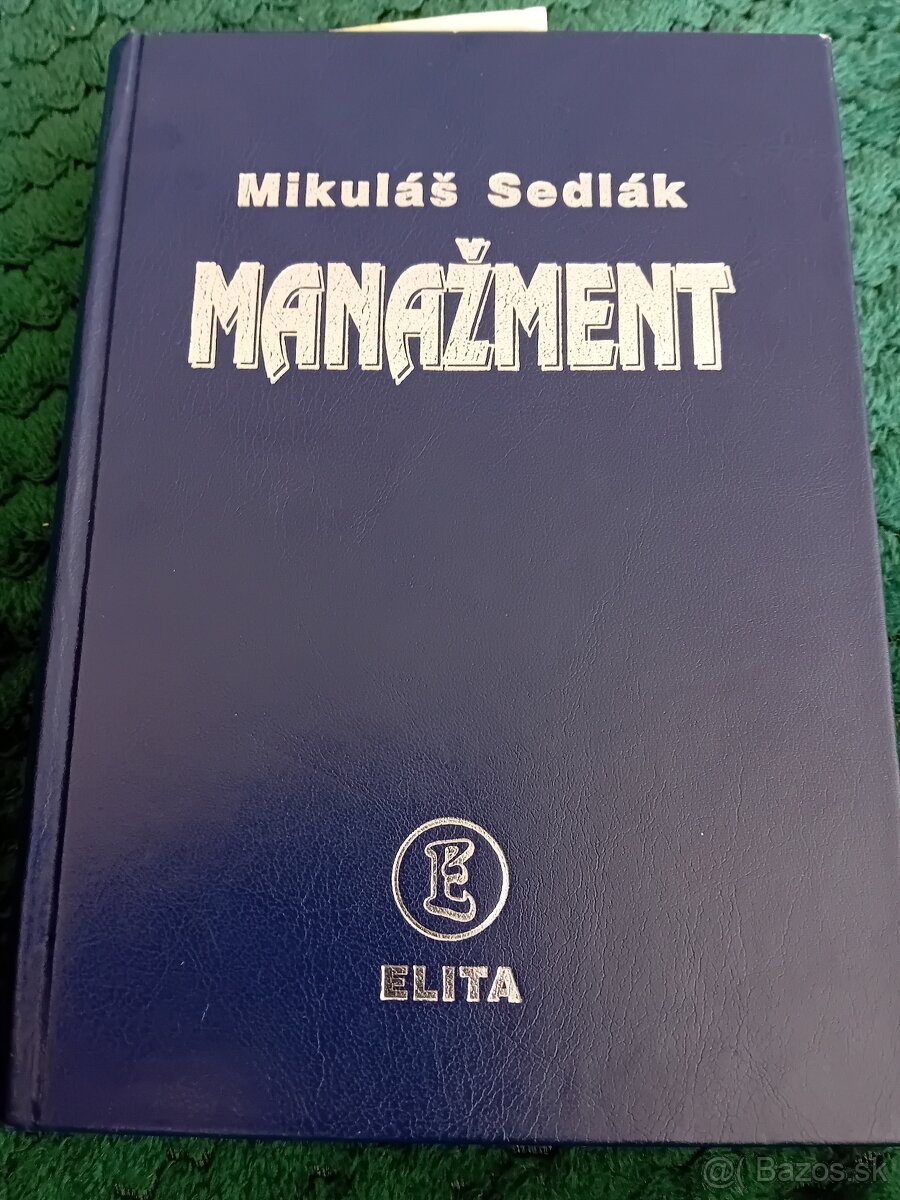 Mikuláš Sedlák
MANAŽMENT
E
ELITA
@( Bazos.sk